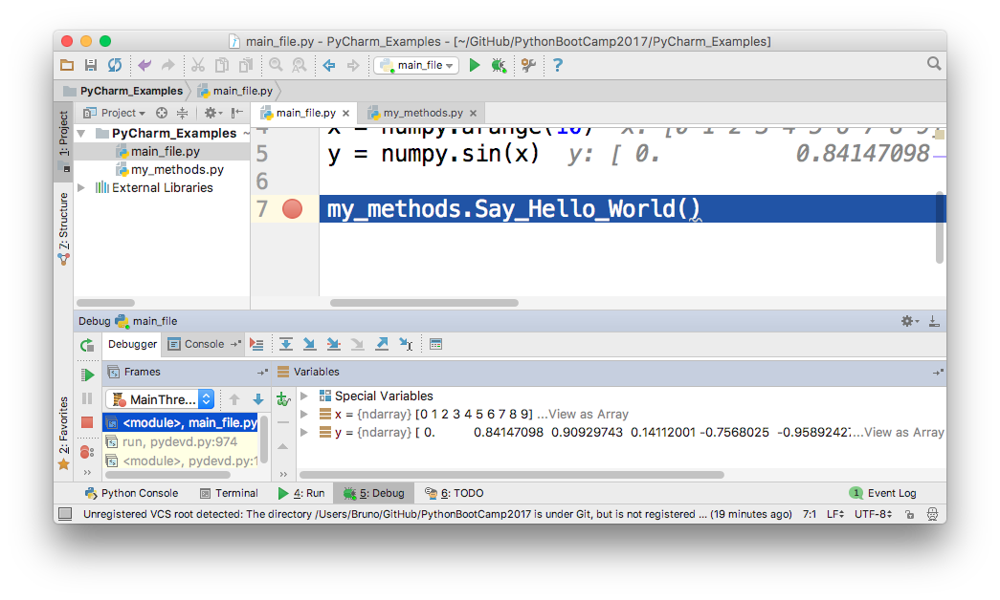 main_file.py - PyCharm_Examples - [~/GitHub/PythonBootCamp2017/PyCharm_Examples]
main_file
?
PyCharm_Examples main_file.py
1: Project
Project
main_file.py × my_methods.py ×
PyCharm_Examples ~
main_file.py
my_methods.py
External Libraries
4 x = numpy.arange(10) x: [0 1 2 3 4 5 6 7 8 9]
5 y = numpy.sin(x) y: [ 0. 0.84147098
6
7 my_methods.Say_Hello_World()
7: Structure
Debug main_file
Debugger Console
Frames Variables
MainThre...
<module>, main_file.py
run, pydevd.py:974
<module>, pydevd.py:1
Special Variables
x = {ndarray} [0 1 2 3 4 5 6 7 8 9] ...View as Array
y = {ndarray} [ 0. 0.84147098 0.90929743 0.14112001 -0.7568025 -0.95892427 ...View as Array
2: Favorites
Python Console Terminal 4: Run 5: Debug 6: TODO 1 Event Log
Unregistered VCS root detected: The directory /Users/Bruno/GitHub/PythonBootCamp2017 is under Git, but is not registered ... (19 minutes ago) 7:1 LF UTF-8